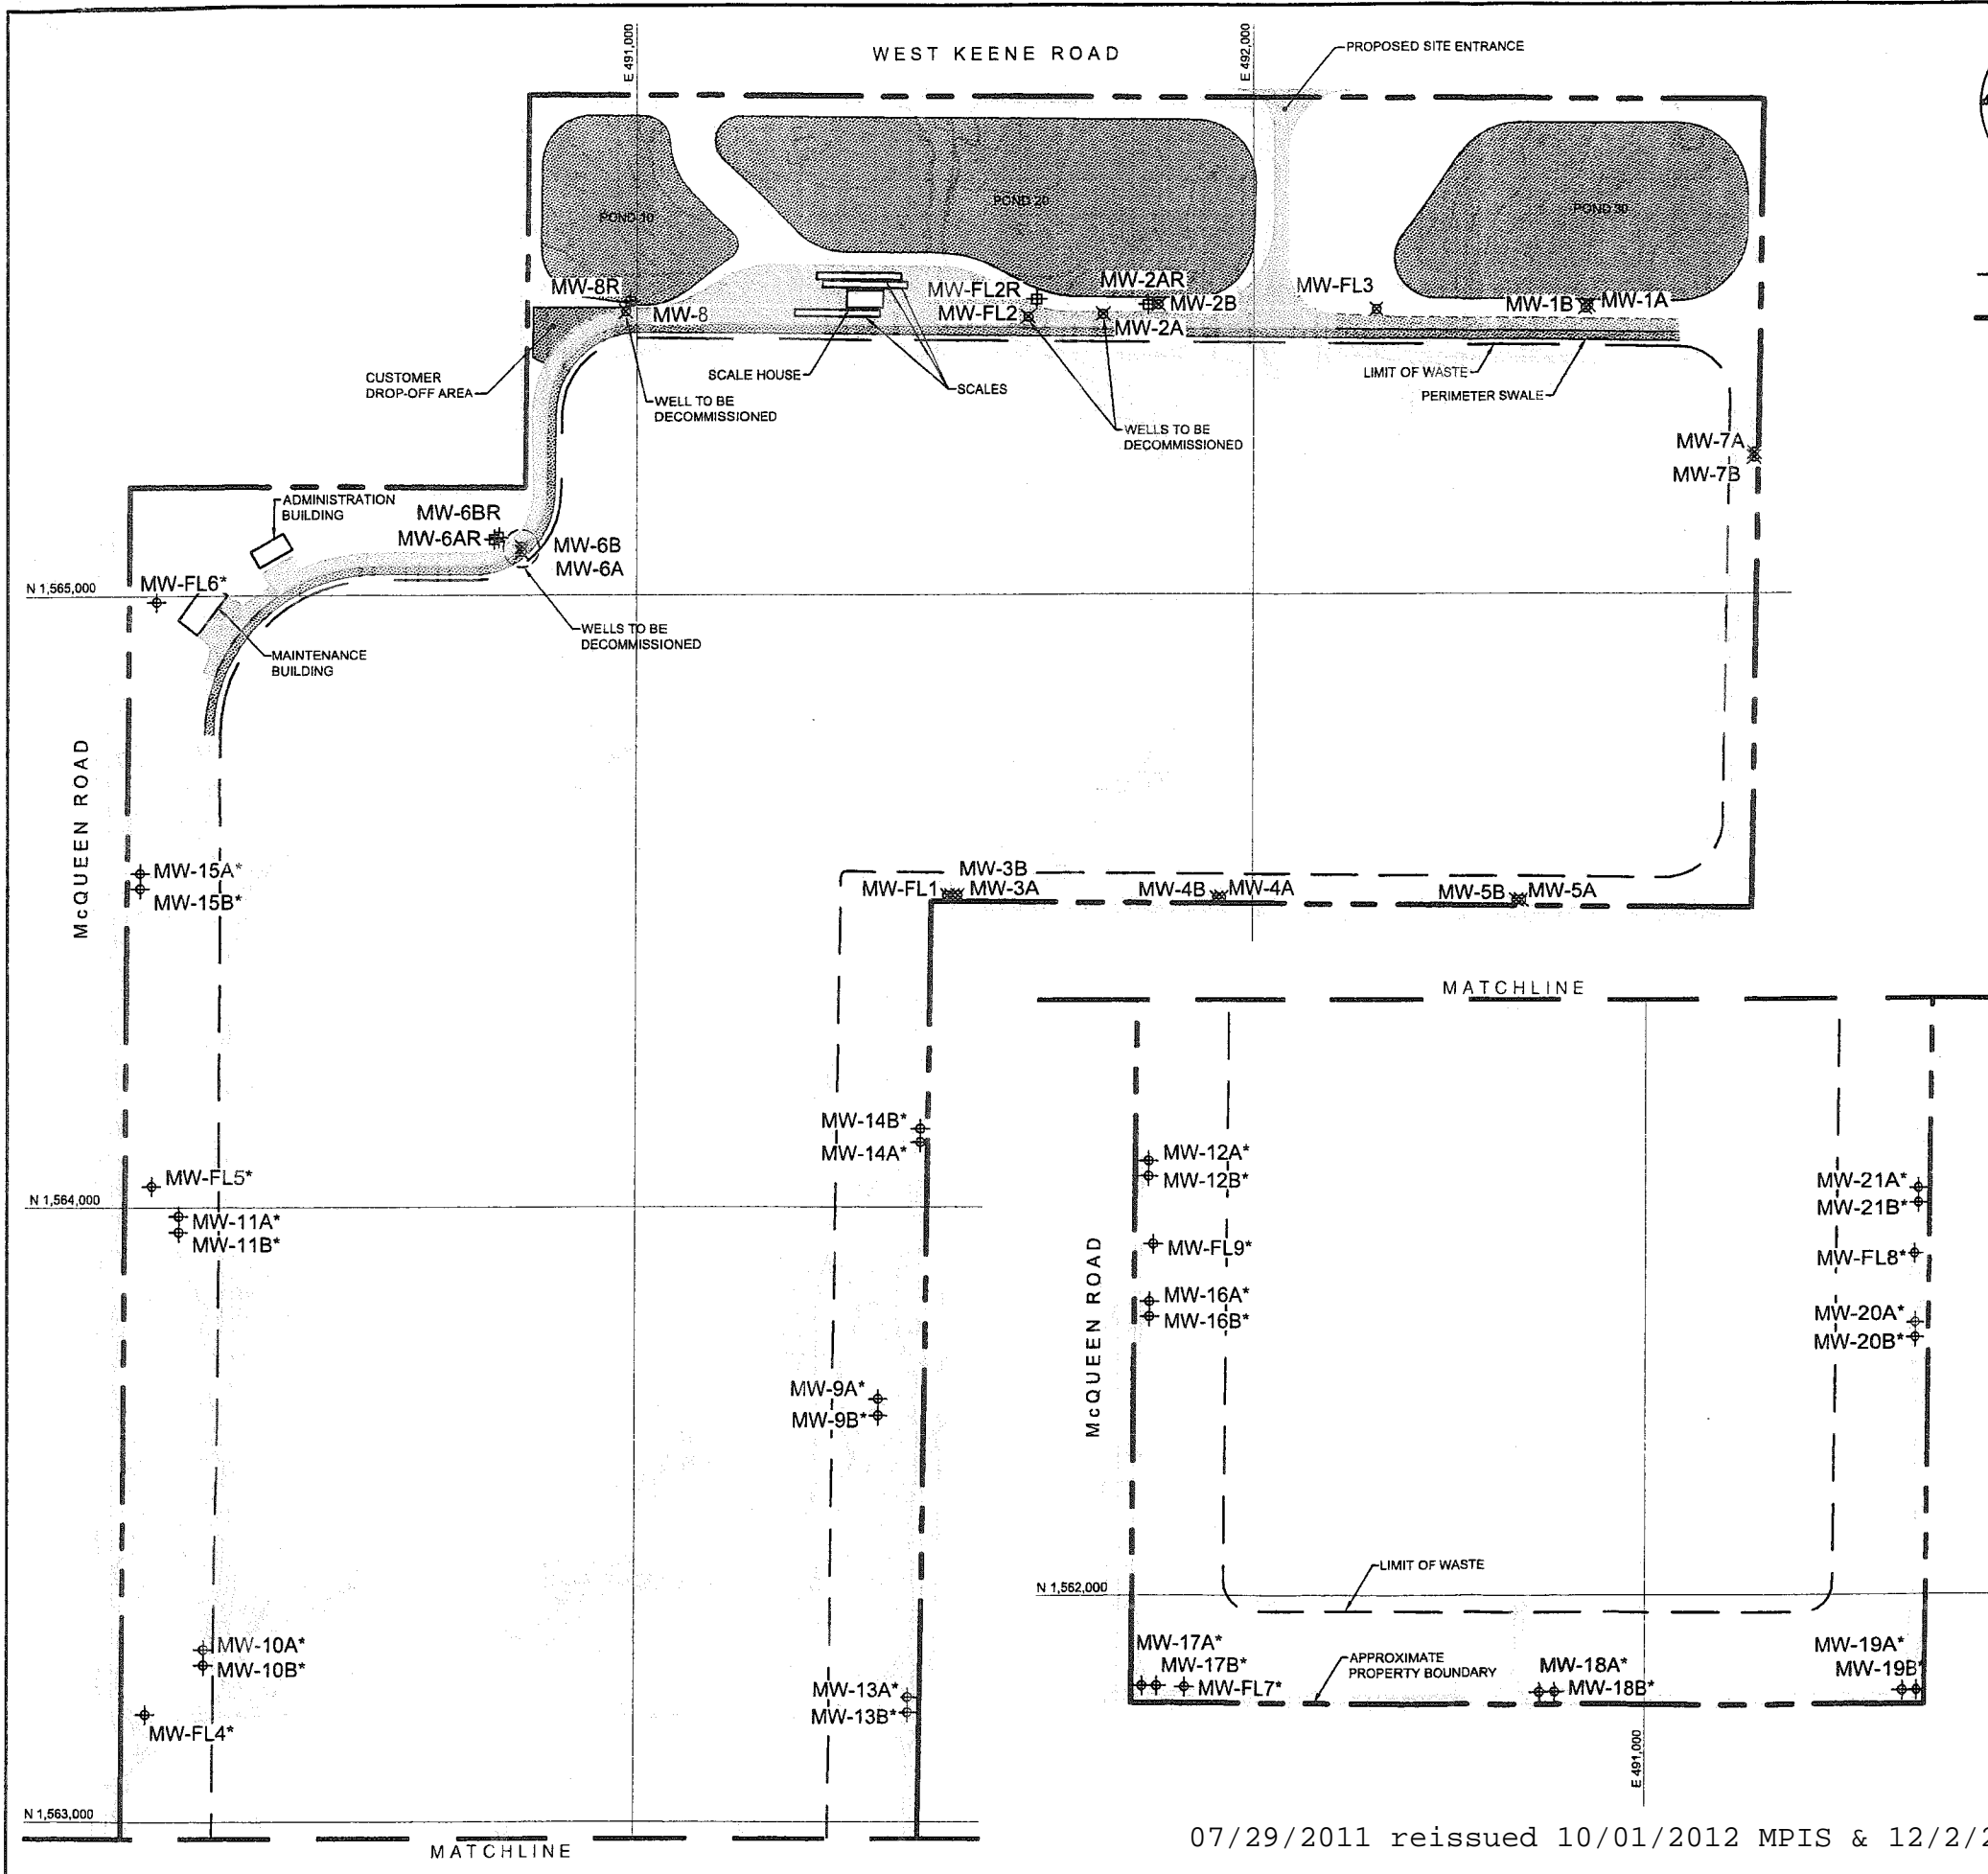 WEST KEENE ROAD
E 491,000
E 492,000
PROPOSED SITE ENTRANCE
POND 10
POND 20
POND 30
MW-8R
MW-8
MW-FL2R
MW-FL2
MW-2AR
MW-2B
MW-2A
MW-FL3
MW-1B
MW-1A
CUSTOMER
DROP-OFF AREA
WELL TO BE
DECOMMISSIONED
SCALE HOUSE
SCALES
WELLS TO BE
DECOMMISSIONED
LIMIT OF WASTE
PERIMETER SWALE
MW-7A
MW-7B
ADMINISTRATION
BUILDING
MW-6BR
MW-6AR
MW-6B
MW-6A
N 1,565,000
MW-FL6*
WELLS TO BE
DECOMMISSIONED
MAINTENANCE
BUILDING
McQUEEN ROAD
MW-15A*
MW-15B*
MW-3B
MW-FL1
MW-3A
MW-4B
MW-4A
MW-5B
MW-5A
MATCHLINE
MW-14B*
MW-14A*
MW-FL5*
N 1,564,000
MW-11A*
MW-11B*
MW-9A*
MW-9B*
MW-10A*
MW-10B*
MW-13A*
MW-13B*
MW-FL4*
N 1,563,000
MATCHLINE
MW-12A*
MW-12B*
MW-21A*
MW-21B*
McQUEEN ROAD
MW-FL9*
MW-FL8*
MW-16A*
MW-16B*
MW-20A*
MW-20B*
LIMIT OF WASTE
N 1,562,000
MW-17A*
MW-17B*
MW-FL7*
APPROXIMATE
PROPERTY BOUNDARY
MW-18A*
MW-18B*
MW-19A*
MW-19B*
E 491,000
07/29/2011 reissued 10/01/2012 MPIS & 12/2/2